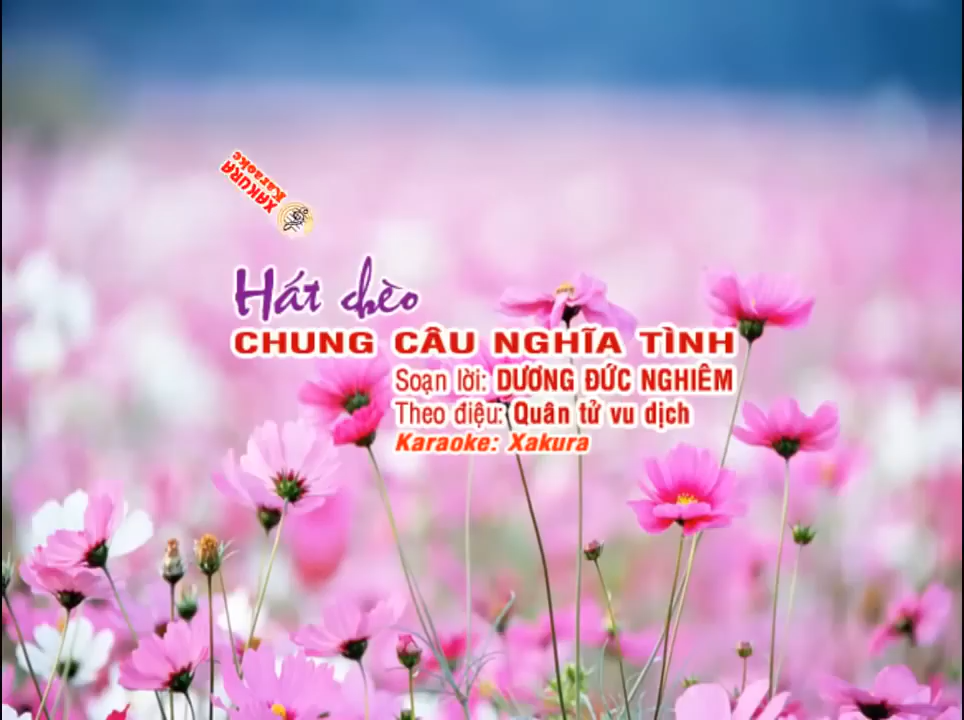 XAKURA
Karaoke
Hát chèo
CHUNG CÂU NGHĨA TÌNH
Soạn lời: DƯƠNG ĐỨC NGHIÊM
Theo điệu: Quân tử vu dịch
Karaoke: Xakura